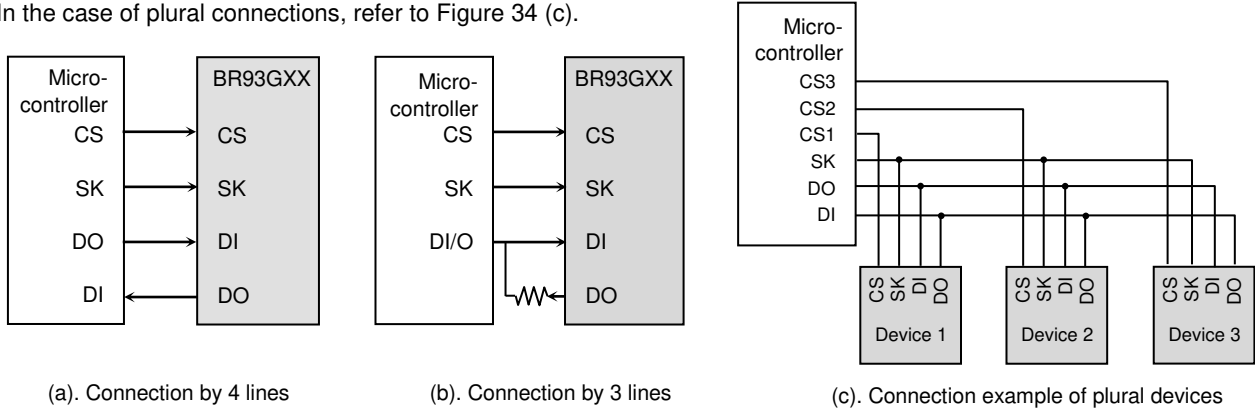 In the case of plural connections, refer to Figure 34 (c).
Micro-
controller
CS
SK
DO
DI
BR93GXX
CS
SK
DI
DO
(a). Connection by 4 lines
Micro-
controller
CS
SK
DI/O
BR93GXX
CS
SK
DI
DO
(b). Connection by 3 lines
Micro-
controller
CS3
CS2
CS1
SK
DO
DI
CS
SK
DI
DO
Device 1
CS
SK
DI
DO
Device 2
CS
SK
DI
DO
Device 3
(c). Connection example of plural devices